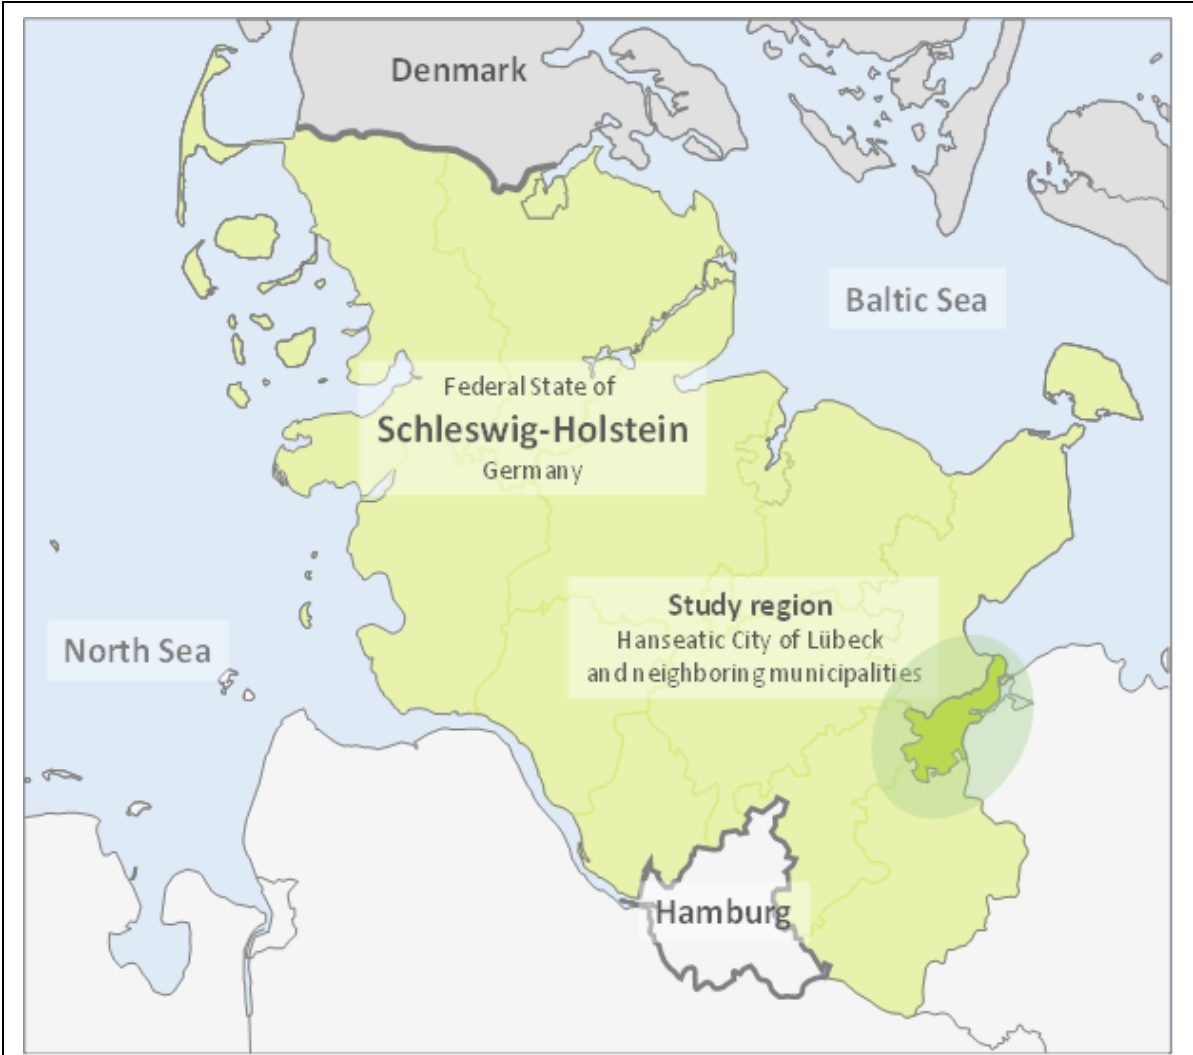 Denmark
Baltic Sea
Federal State of
Schleswig-Holstein
Germany
Study region
Hanseatic City of Lübeck
and neighboring municipalities
North Sea
Hamburg